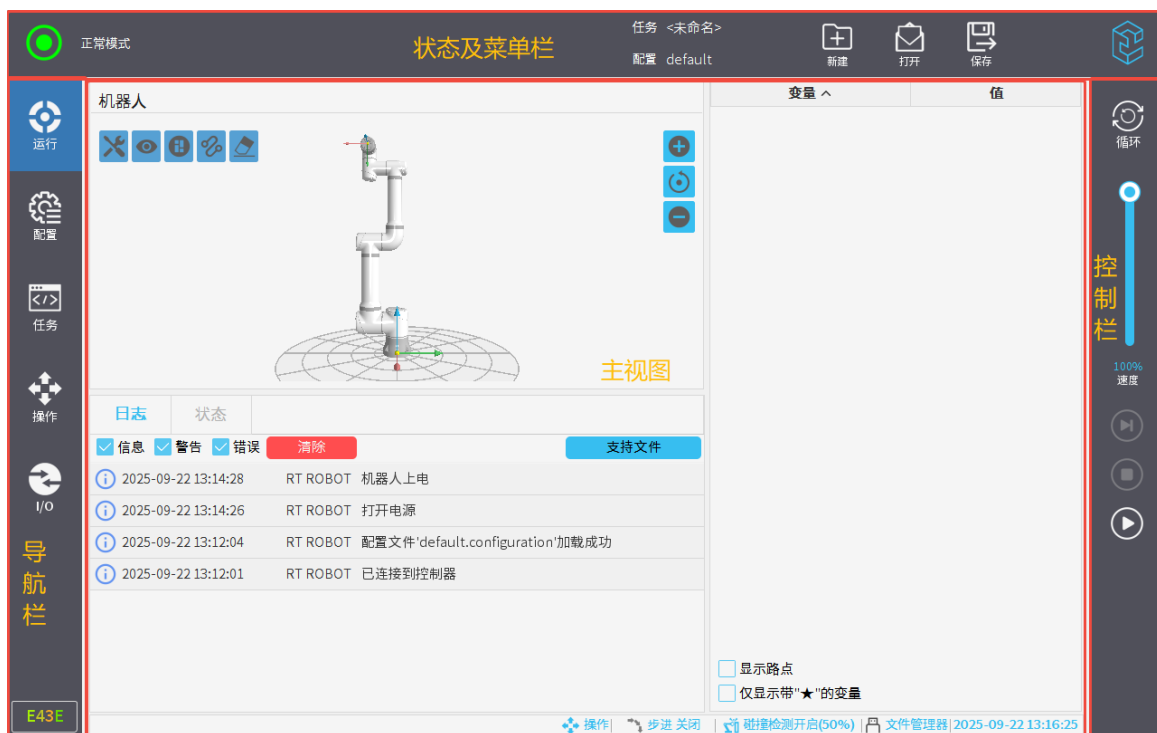 正常模式
状态及菜单栏
任务 <未命名>
配置 default
新建
打开
保存
运行
配置
任务
操作
I/O
导航栏
E43E
机器人
主视图
日志
状态
信息 警告 错误 清除 支持文件
2025-09-22 13:14:28 RT ROBOT 机器人上电
2025-09-22 13:14:26 RT ROBOT 打开电源
2025-09-22 13:12:04 RT ROBOT 配置文件'default.configuration'加载成功
2025-09-22 13:12:01 RT ROBOT 已连接到控制器
变量 值
显示路点
仅显示带"★"的变量
操作| 步进 关闭 | 碰撞检测开启(50%) | 文件管理器|2025-09-22 13:16:25
循环
控制栏
100%
速度